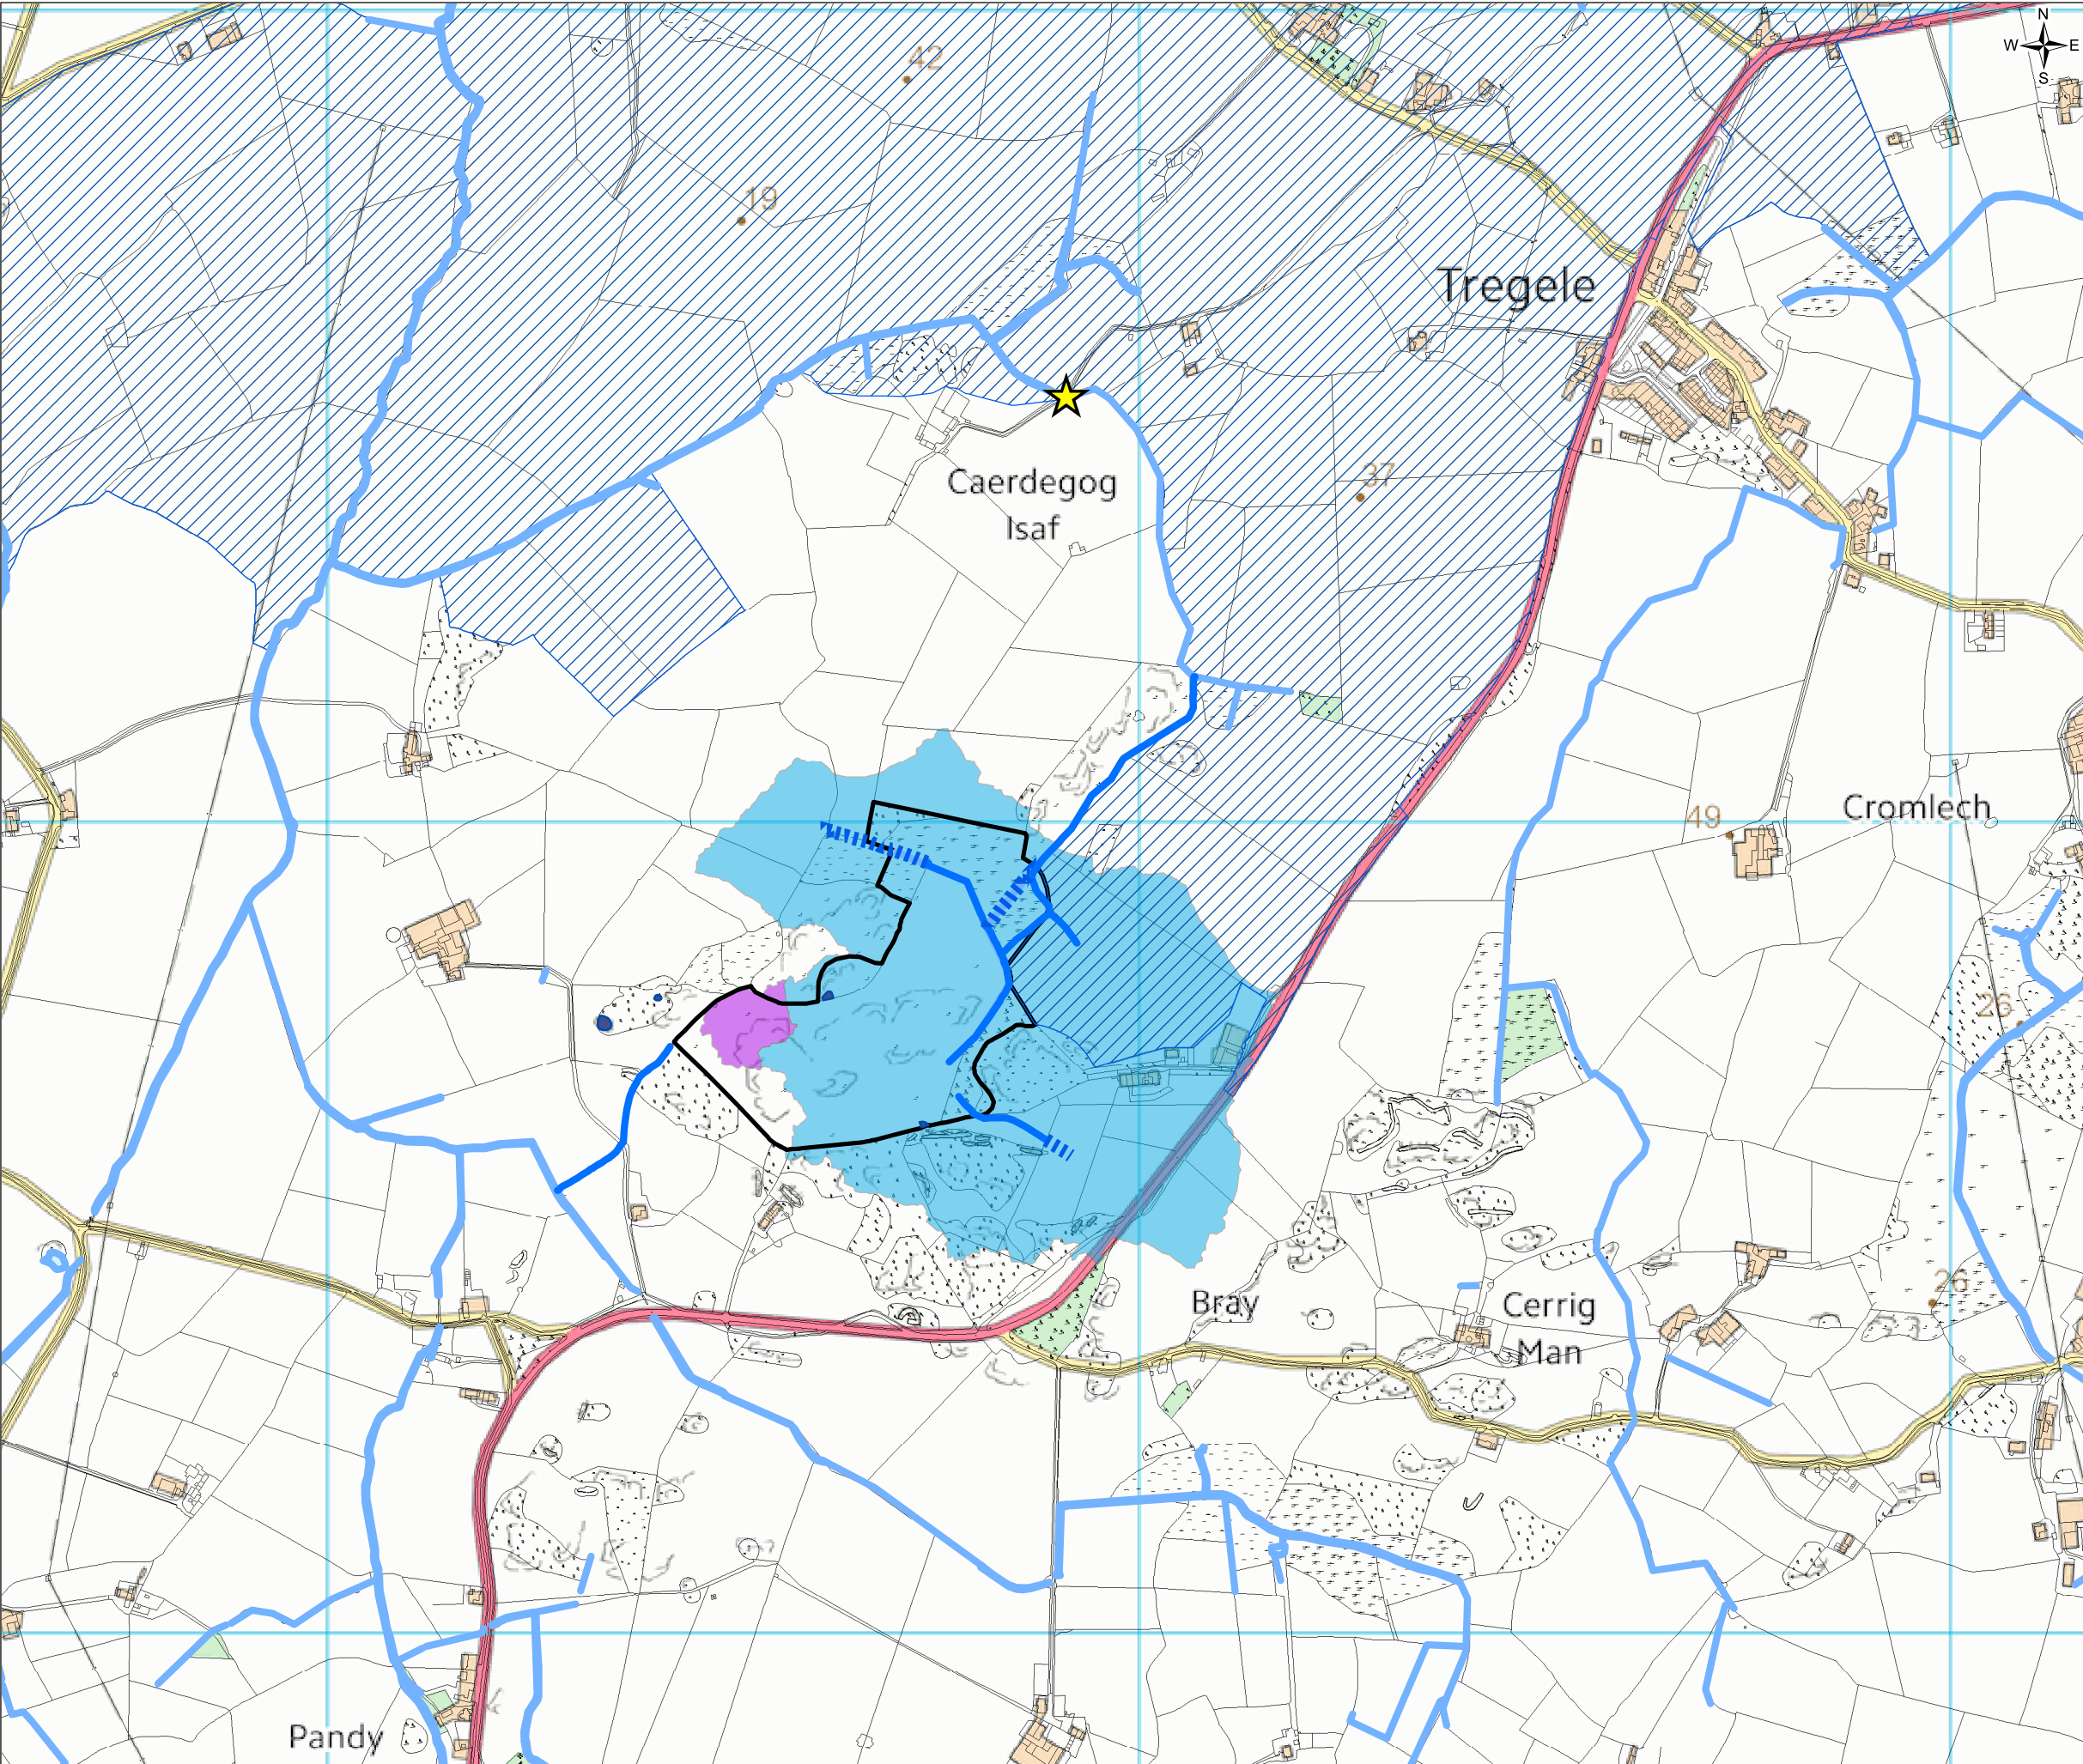 N
W E
S
42
19
Tregele
37
Caerdegog
Isaf
49
Cromlech
26
26
Bray
Cerrig
Man
Pandy